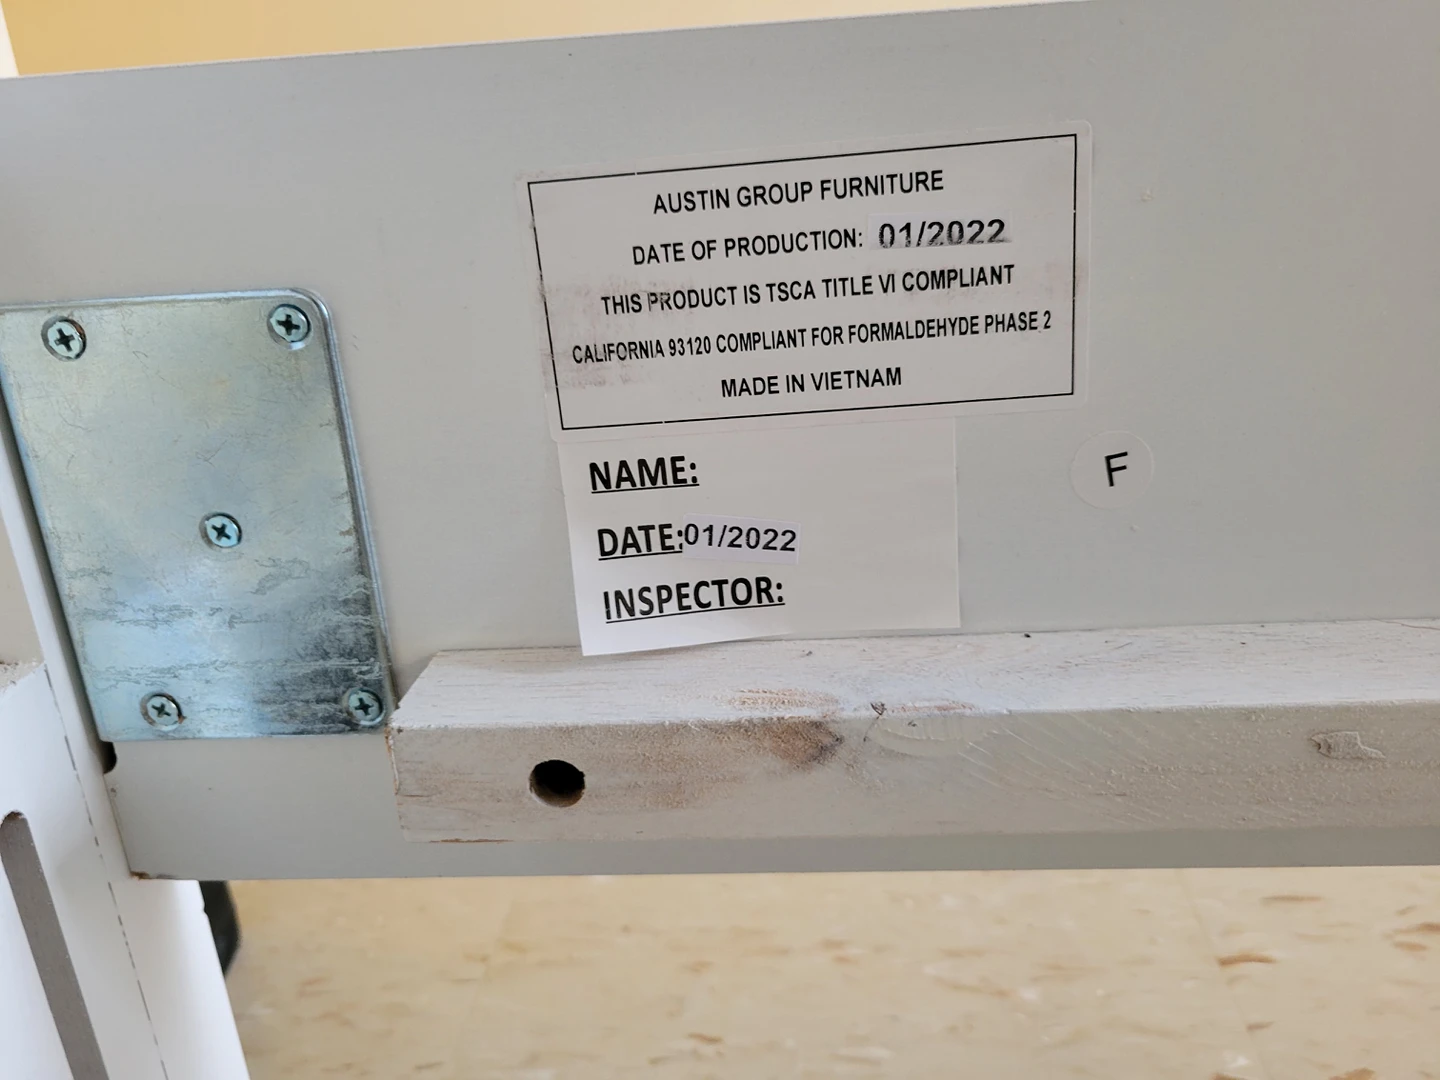 AUSTIN GROUP FURNITURE
DATE OF PRODUCTION: 01/2022
THIS PRODUCT IS TSCA TITLE VI COMPLIANT
CALIFORNIA 93120 COMPLIANT FOR FORMALDEHYDE PHASE 2
MADE IN VIETNAM
NAME:
DATE:01/2022
INSPECTOR:
F